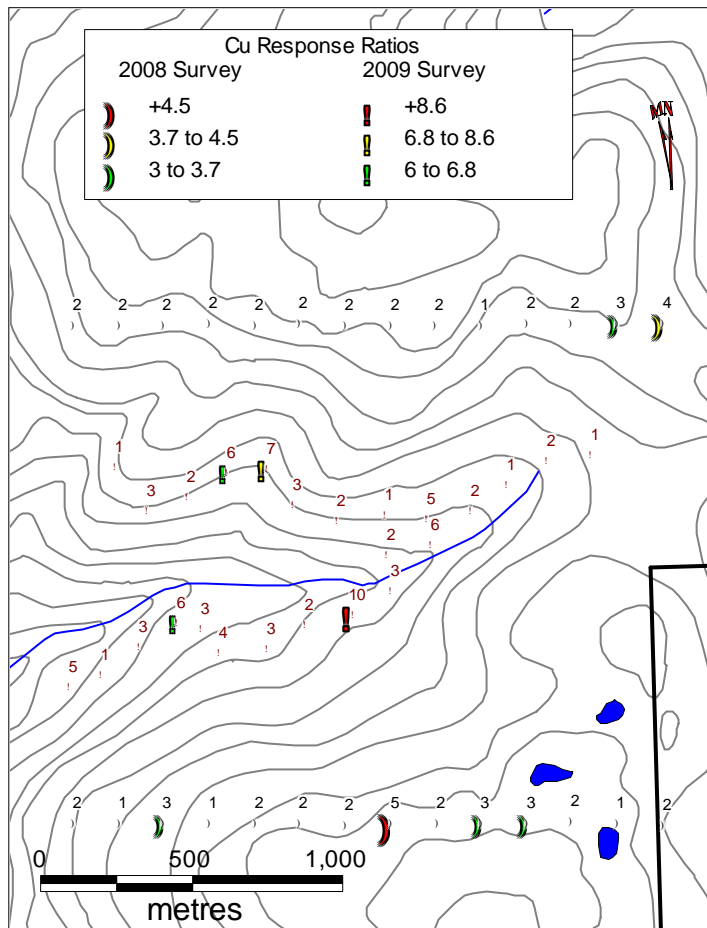 Cu Response Ratios
2008 Survey 2009 Survey
+4.5 +8.6
3.7 to 4.5 6.8 to 8.6
3 to 3.7 6 to 6.8
MN
2 2 2 2 2 2 2 2 2 1 2 2 3 4
1 6 7 2 1
3 2 3 2 1 5 2 1
2 6
3
6 3 2 10
5 1 3 4 3
2 1 3 1 2 2 2 5 2 3 3 2 1 2
0 500 1,000
metres